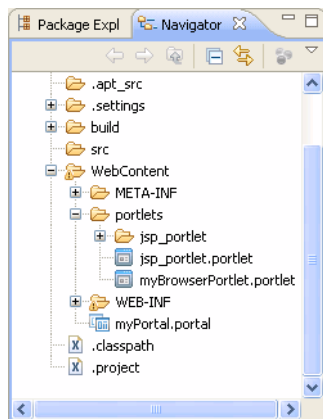 Package Expl Navigator
.apt_src
.settings
build
src
WebContent
META-INF
portlets
jsp_portlet
jsp_portlet.portlet
myBrowserPortlet.portlet
WEB-INF
myPortal.portal
.classpath
.project